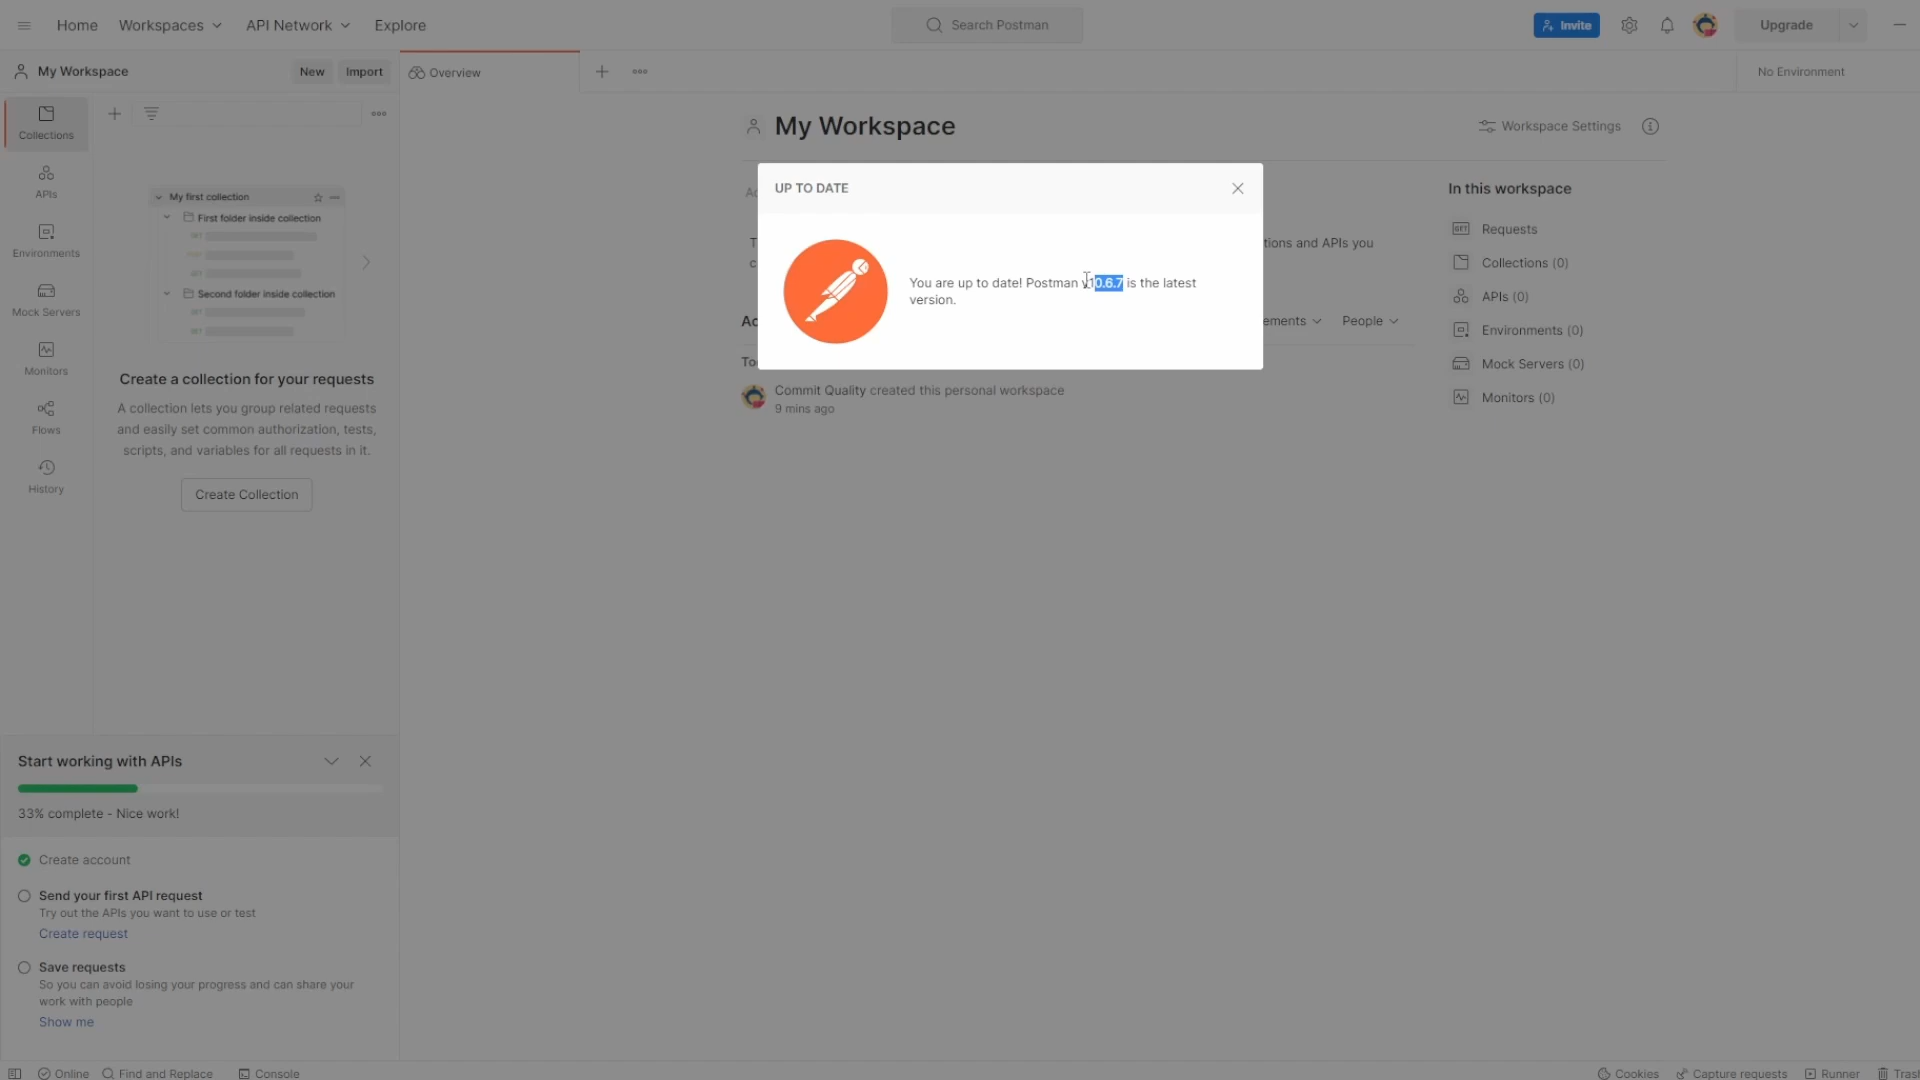 Home
Workspaces
API Network
Explore
Search Postman
Invite
Upgrade
My Workspace
New
Import
Overview
No Environment
Collections
APIs
Environments
Mock Servers
Monitors
Flows
History
My first collection
First folder inside collection
GET
GET
Second folder inside collection
GET
GET
Create a collection for your requests
A collection lets you group related requests
and easily set common authorization, tests,
scripts, and variables for all requests in it.
Create Collection
Start working with APIs
33% complete - Nice work!
Create account
Send your first API request
Try out the APIs you want to use or test
Create request
Save requests
So you can avoid losing your progress and can share your
work with people
Show me
My Workspace
Workspace Settings
UP TO DATE
You are up to date! Postman v10.6.7 is the latest
version.
and APIs you
People
Commit Quality created this personal workspace
9 mins ago
In this workspace
GET
Requests
Collections (0)
APIs (0)
Environments (0)
Mock Servers (0)
Monitors (0)
Online
Find and Replace
Console
Cookies
Capture requests
Runner
Trash